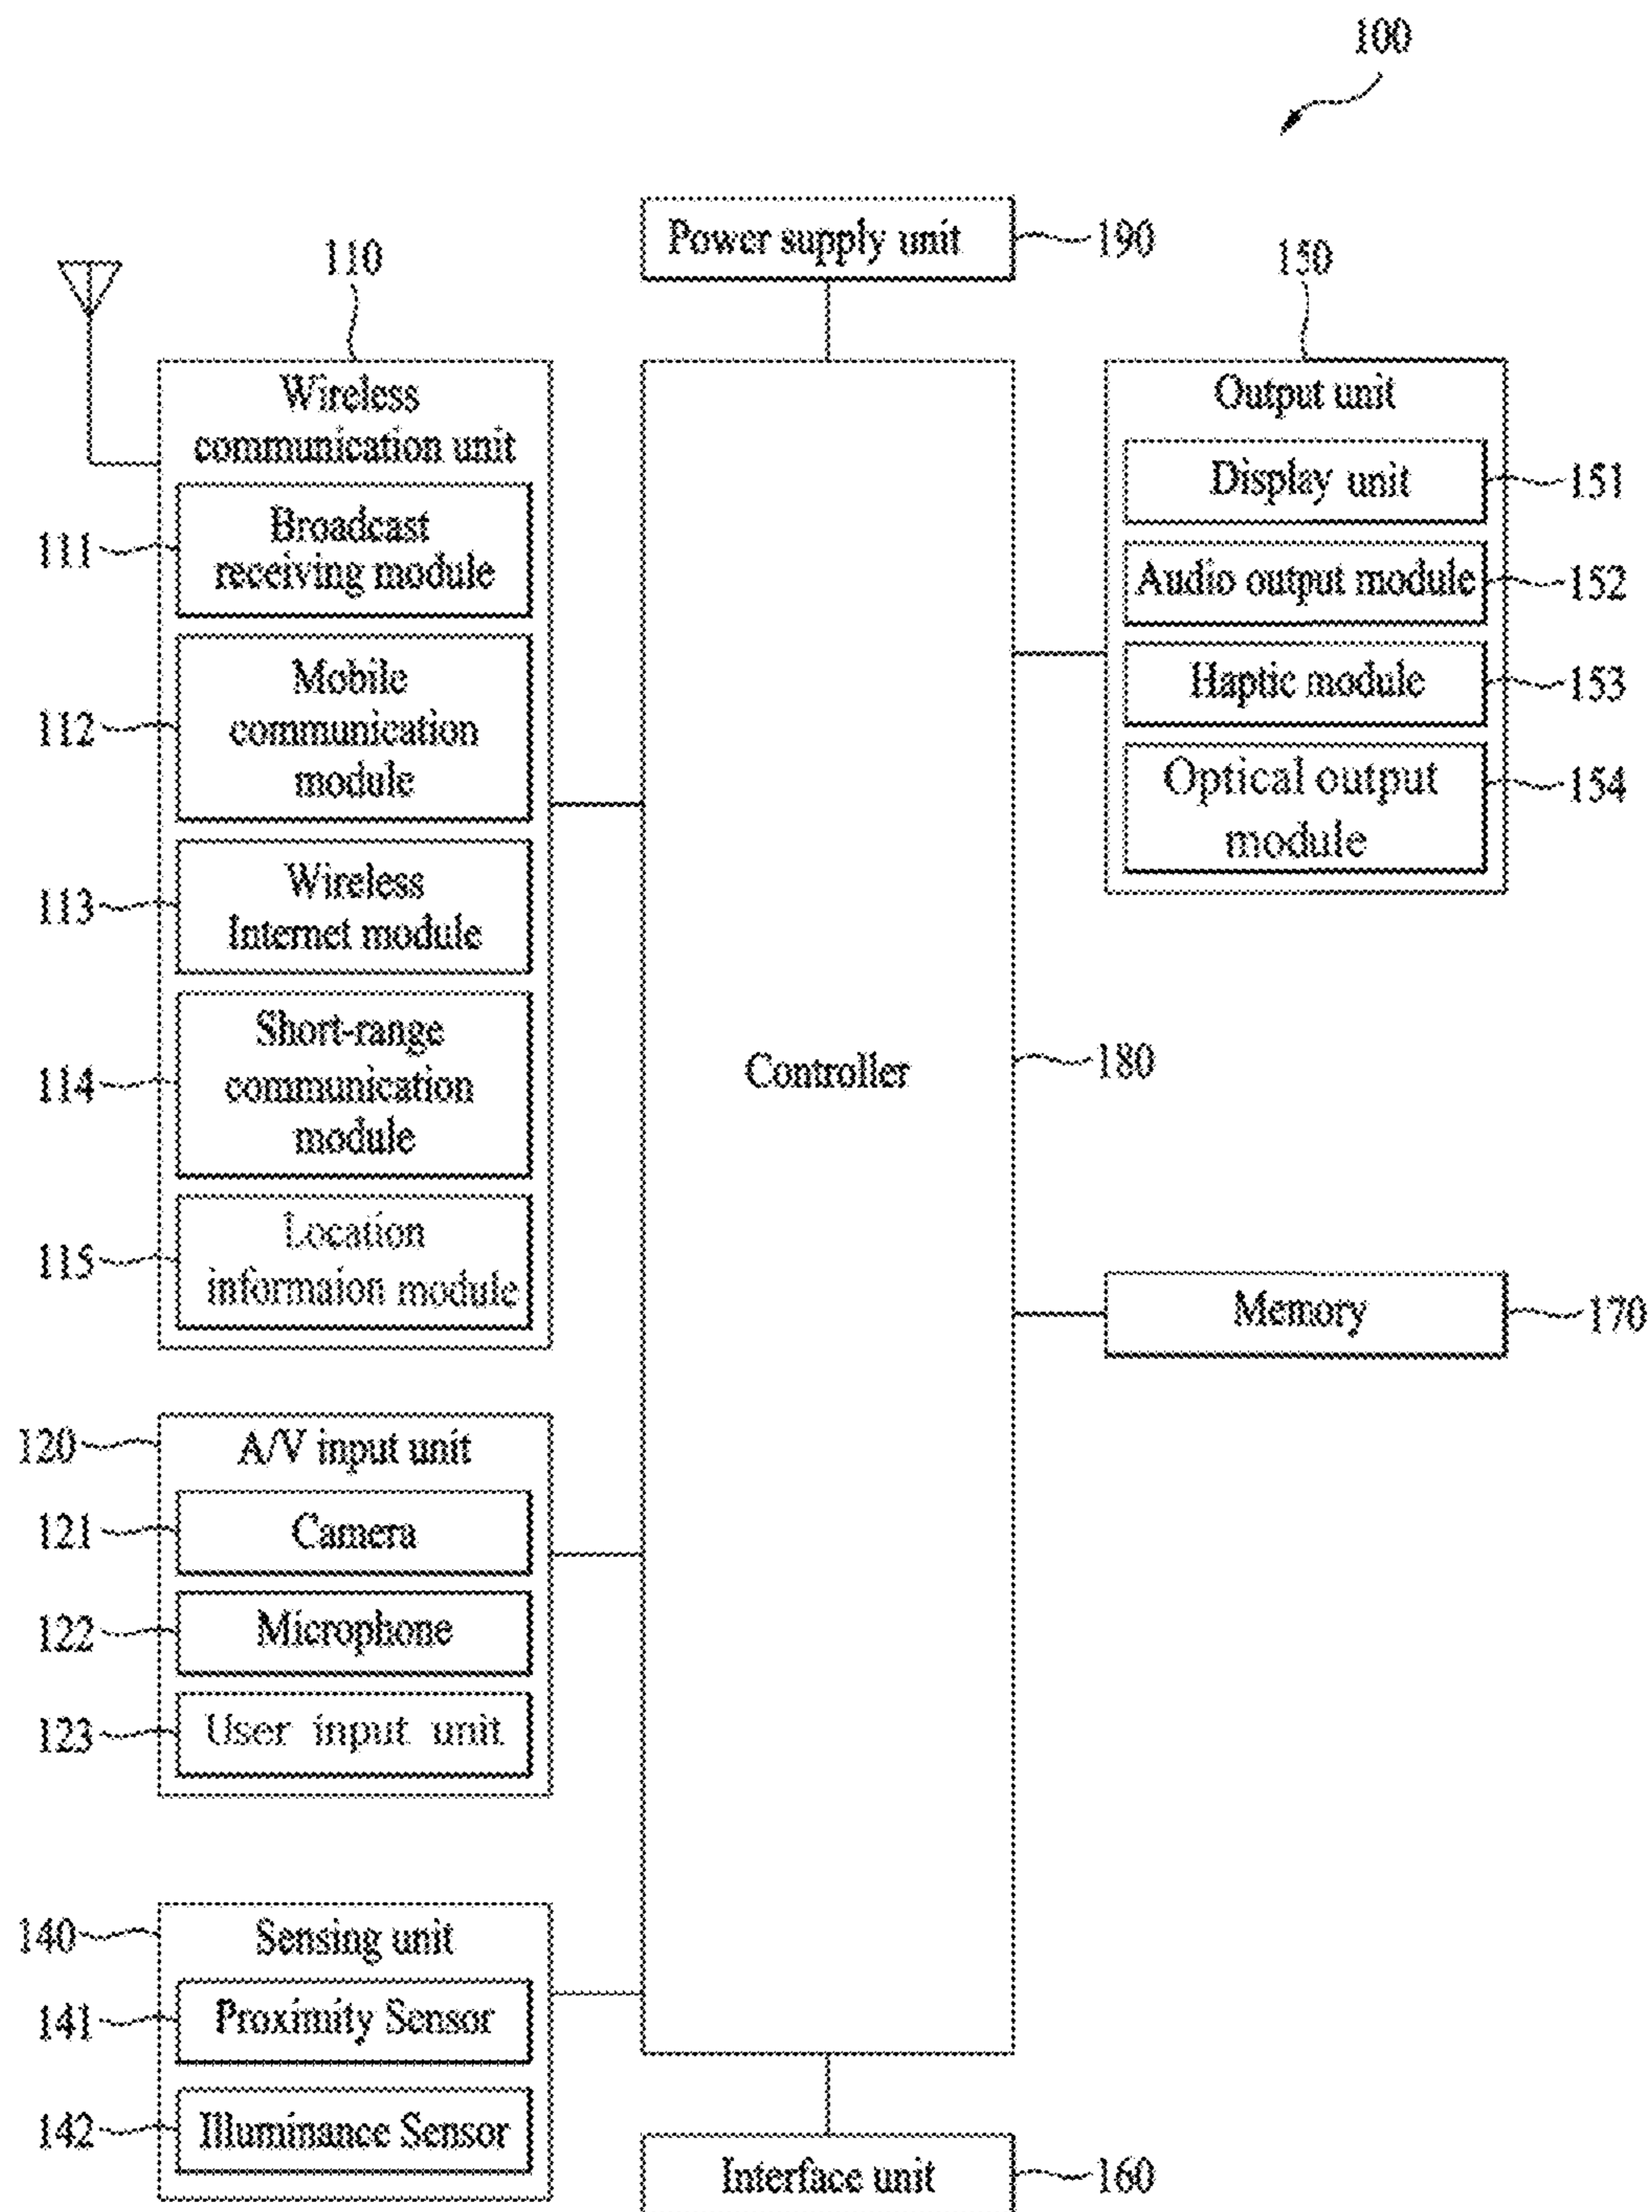 100
Power supply unit
190
110
150
Wireless
communication unit
Broadcast
receiving module
111
Mobile
communication
module
112
Wireless
Internet module
113
Short-range
communication
module
114
Location
informaion module
115
Output unit
Display unit
151
Audio output module
152
Haptic module
153
Optical output
module
154
Controller
180
Memory
170
120
A/V input unit
121
Camera
122
Microphone
123
User input unit
140
Sensing unit
141
Proximity Sensor
142
Illuminance Sensor
Interface unit
160